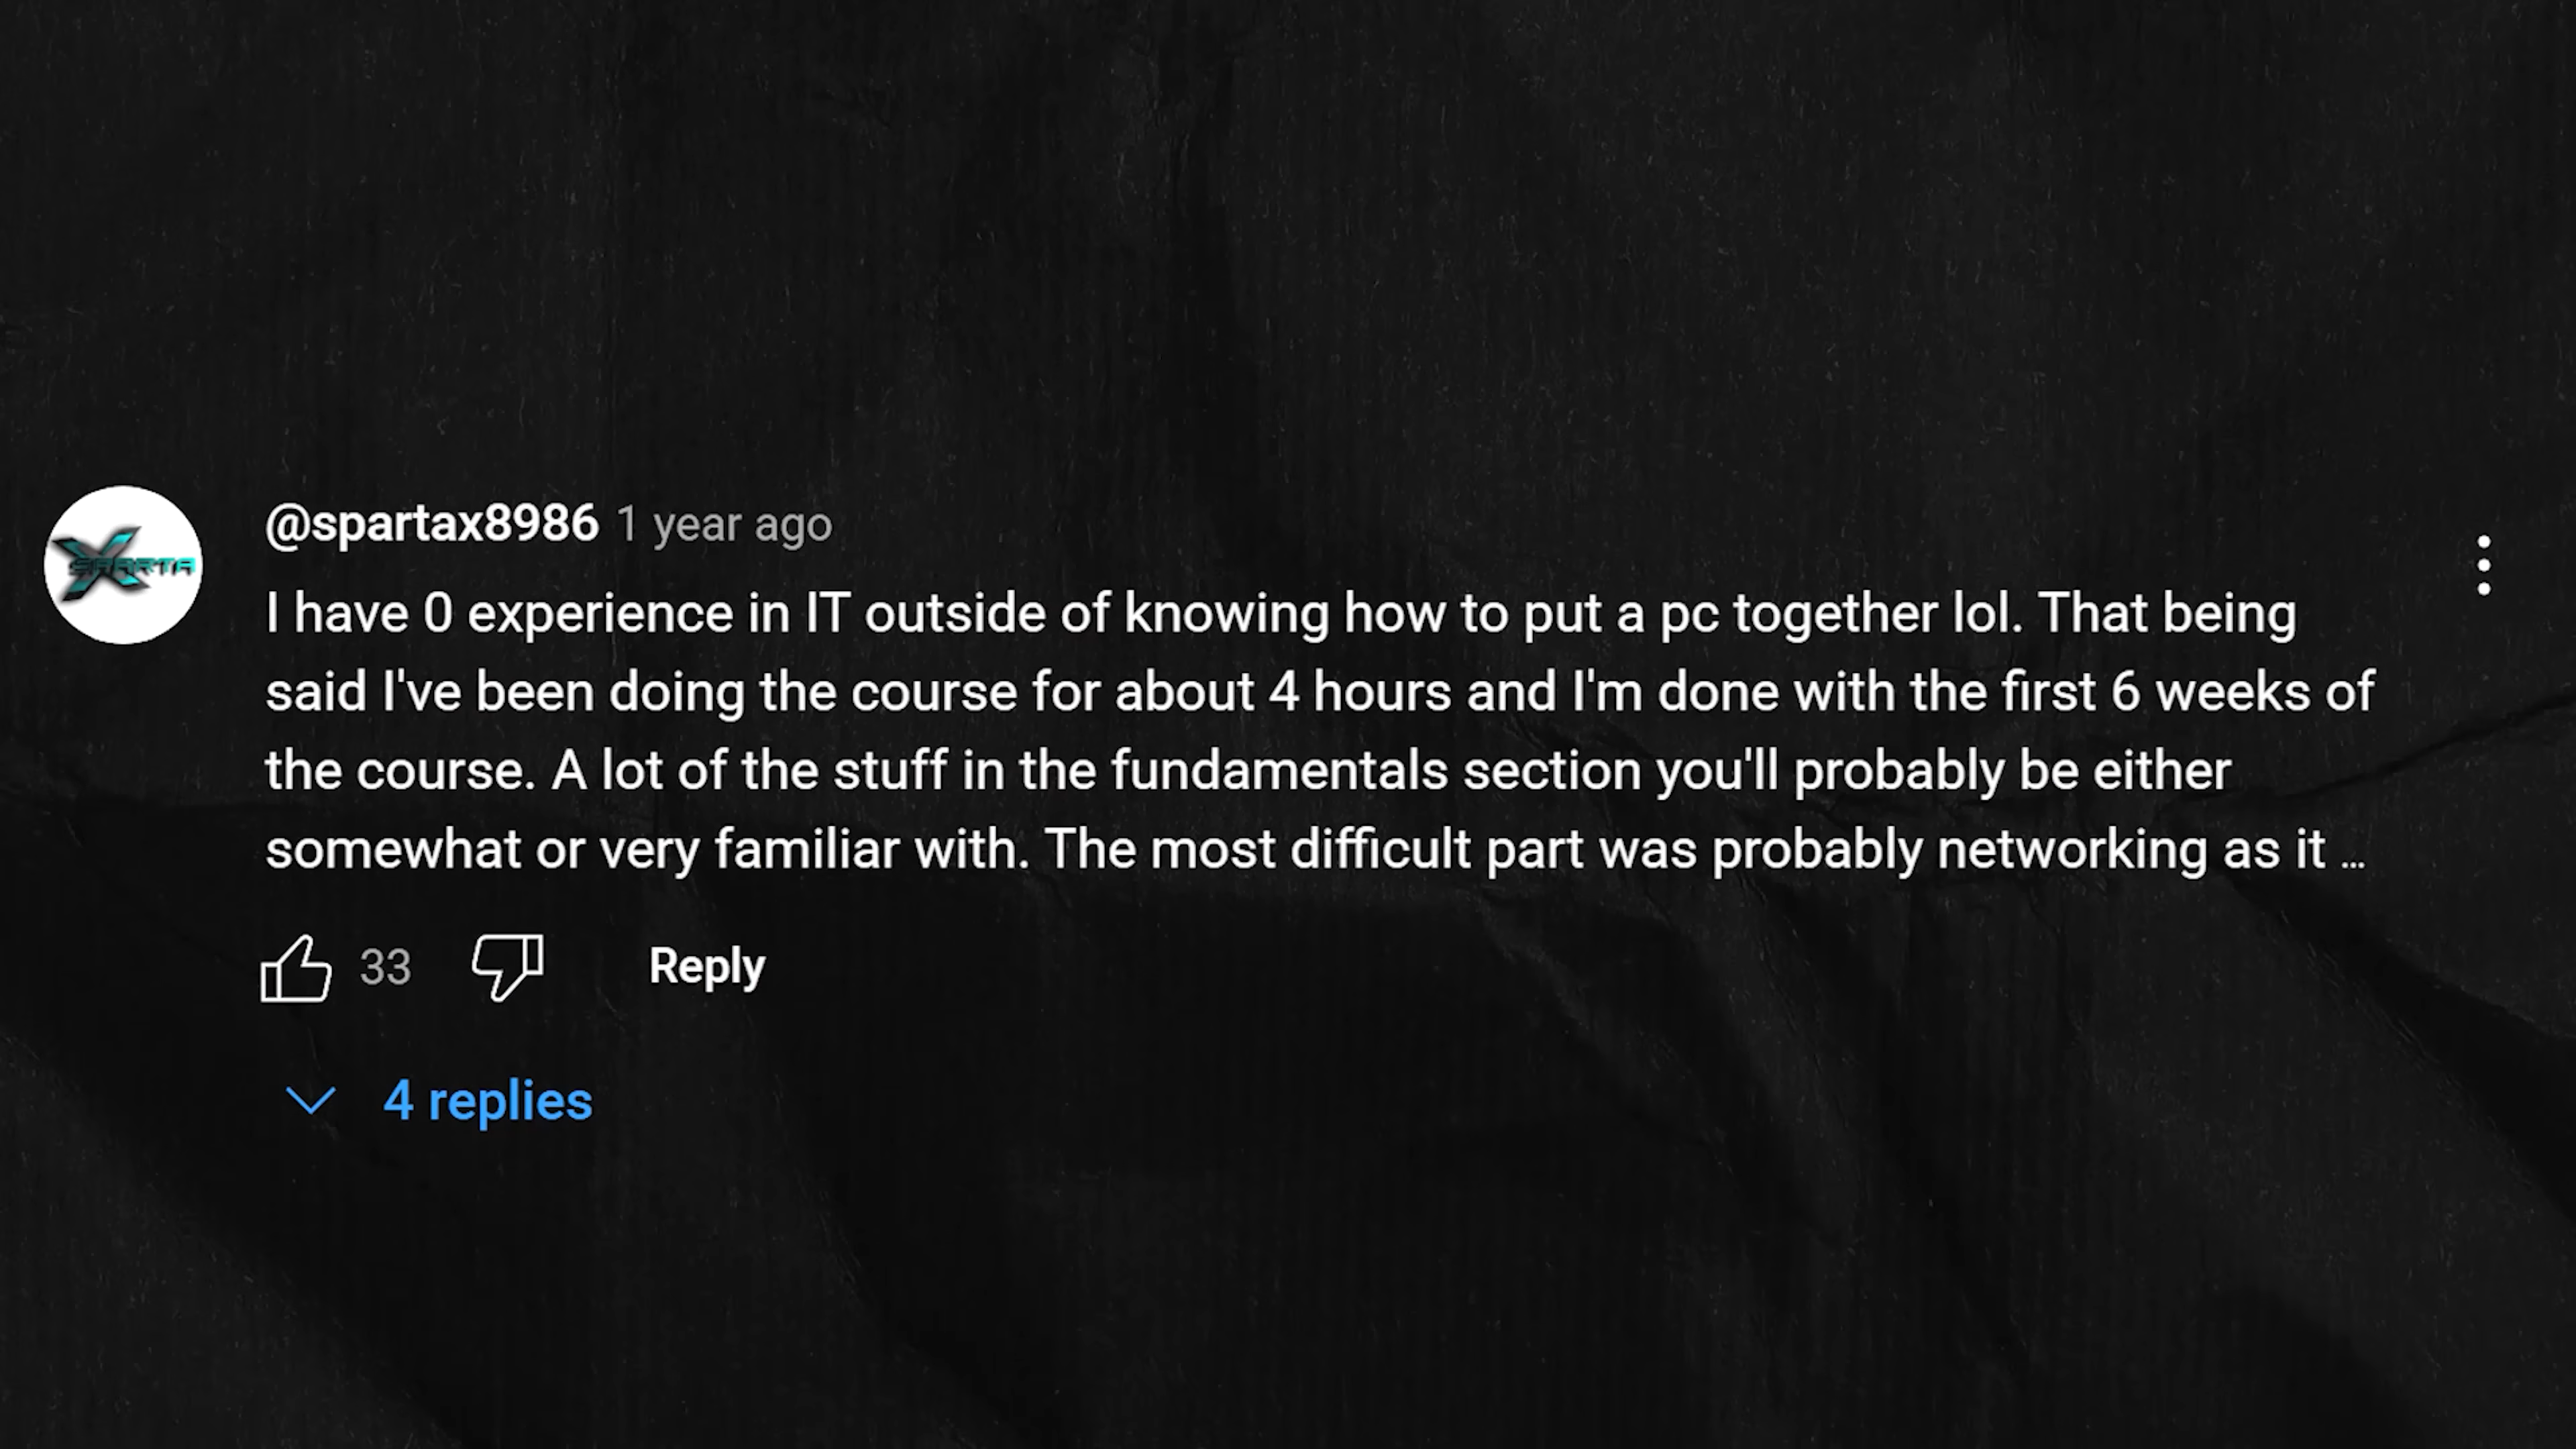 @spartax8986 1 year ago
I have 0 experience in IT outside of knowing how to put a pc together lol. That being
said I've been doing the course for about 4 hours and I'm done with the first 6 weeks of
the course. A lot of the stuff in the fundamentals section you'll probably be either
somewhat or very familiar with. The most difficult part was probably networking as it ...
33 Reply
4 replies
X SPARTA